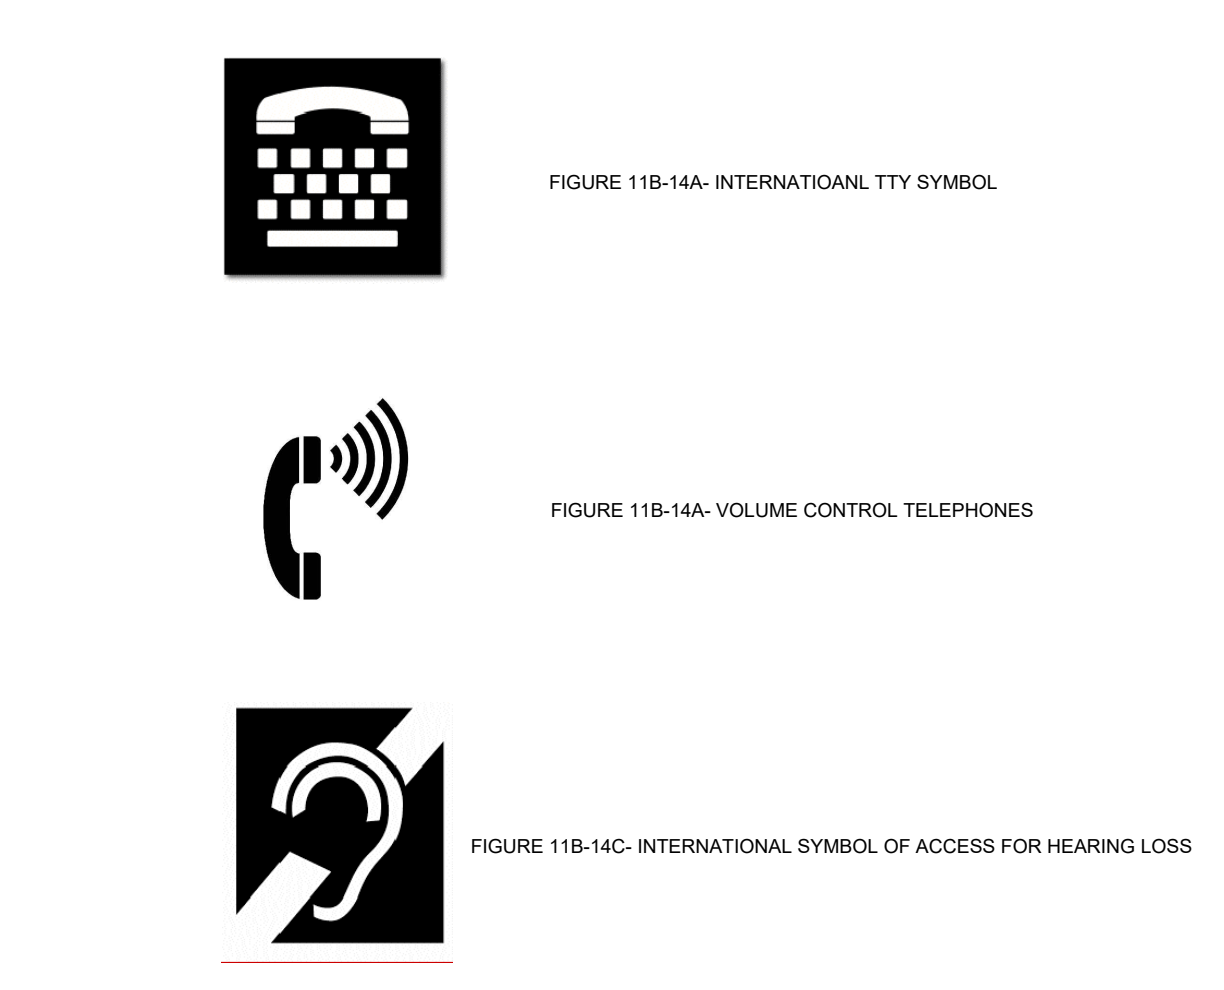 FIGURE 11B-14A- INTERNATIOANL TTY SYMBOL
FIGURE 11B-14A- VOLUME CONTROL TELEPHONES
FIGURE 11B-14C- INTERNATIONAL SYMBOL OF ACCESS FOR HEARING LOSS